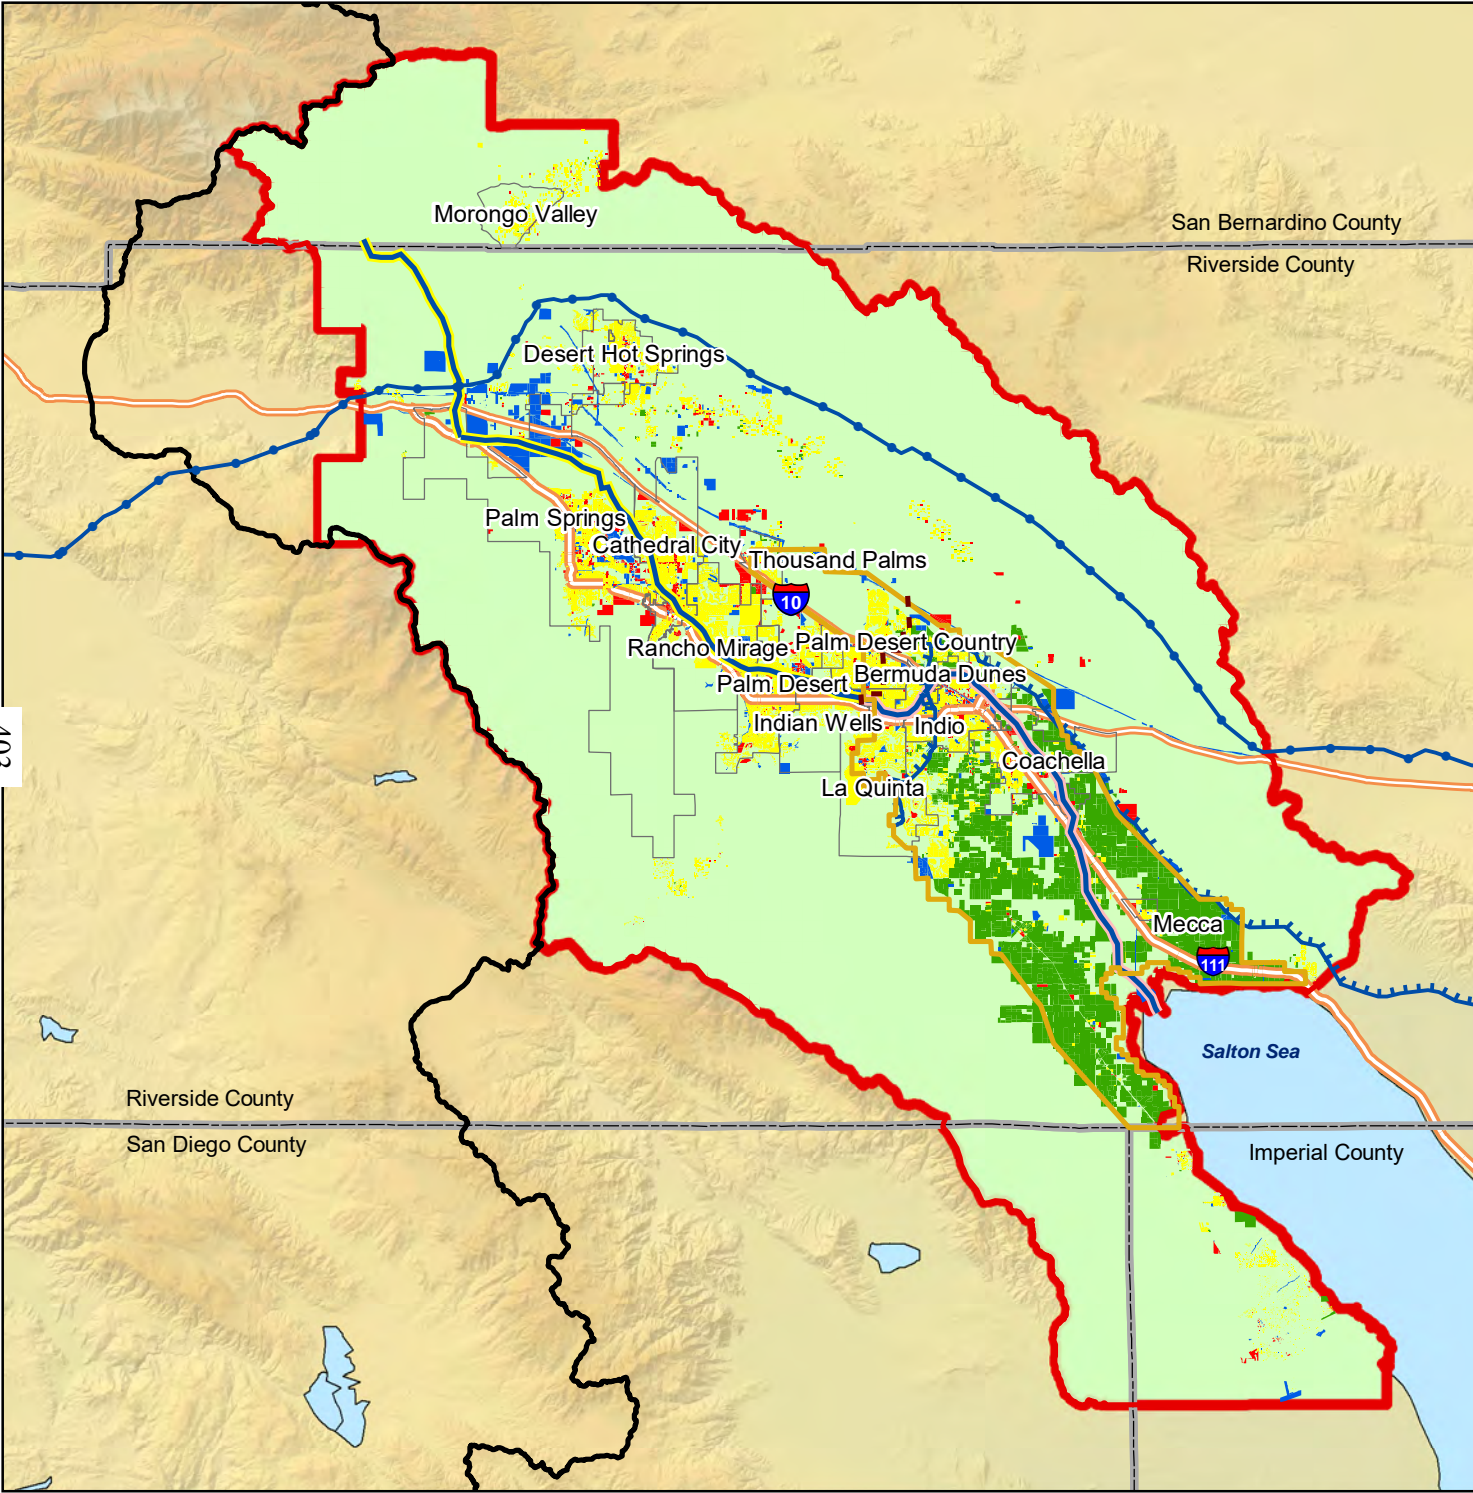 Morongo Valley
San Bernardino County
Riverside County
Desert Hot Springs
Palm Springs
Cathedral City
Thousand Palms
10
Rancho Mirage
Palm Desert Country
Palm Desert
Bermuda Dunes
Indian Wells
Indio
Coachella
La Quinta
Mecca
111
Salton Sea
Riverside County
San Diego County
Imperial County